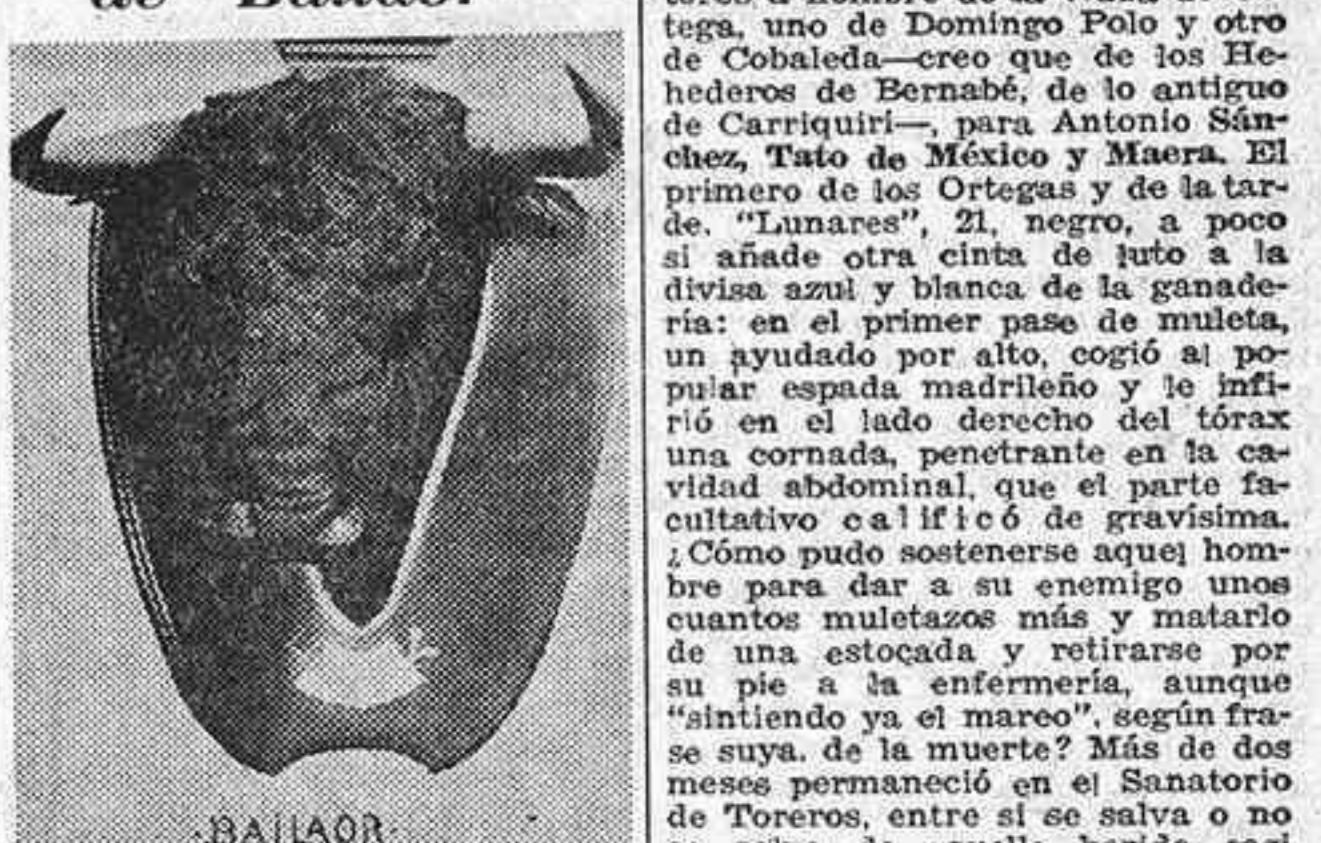 de "Bailao."
BAILAOR
tega, uno de Domingo Polo y otro
de Cobaleda—creo que de los He-
hederos de Bernabé, de lo antiguo
de Carriquiri—, para Antonio Sán-
chez, Tato de México y Maera. El
primero de los Ortegas y de la tar-
de. "Lunares", 21, negro, a poco
si añade otra cinta de luto a la
divisa azul y blanca de la ganade-
ría: en el primer pase de muleta,
un ayudado por alto, cogió al po-
pular espada madrileño y le infi-
rió en el lado derecho del tórax
una cornada, penetrante en la ca-
vidad abdominal, que el parte fa-
cultativo calificó de gravísima.
¿Cómo pudo sostenerse aquel hom-
bre para dar a su enemigo unos
cuantos muletazos más y matarlo
de una estocada y retirarse por
su pie a la enfermería, aunque
"sintiendo ya el mareo", según fra-
se suya. de la muerte? Más de dos
meses permaneció en el Sanatorio
de Toreros, entre si se salva o no